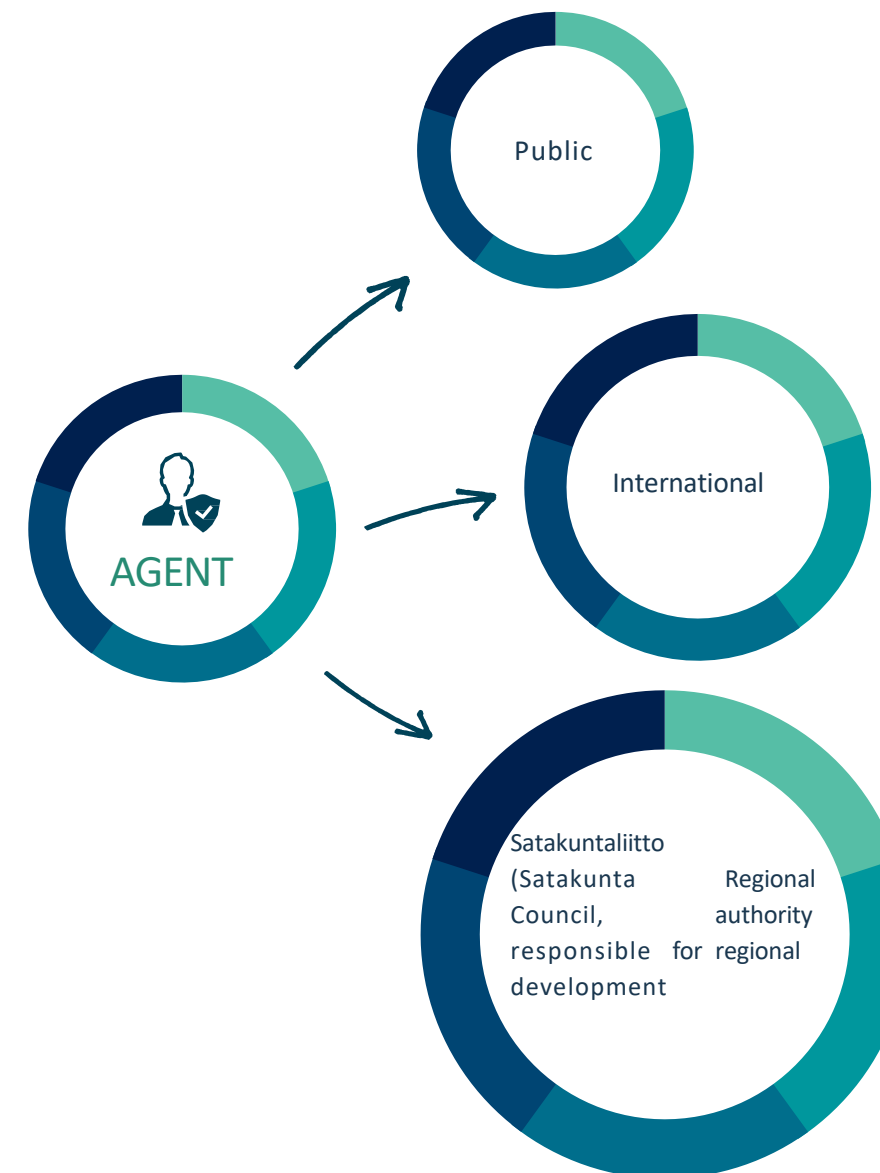 Public
International
AGENT
Satakuntaliitto
(Satakunta Regional
Council, authority
responsible for regional
development